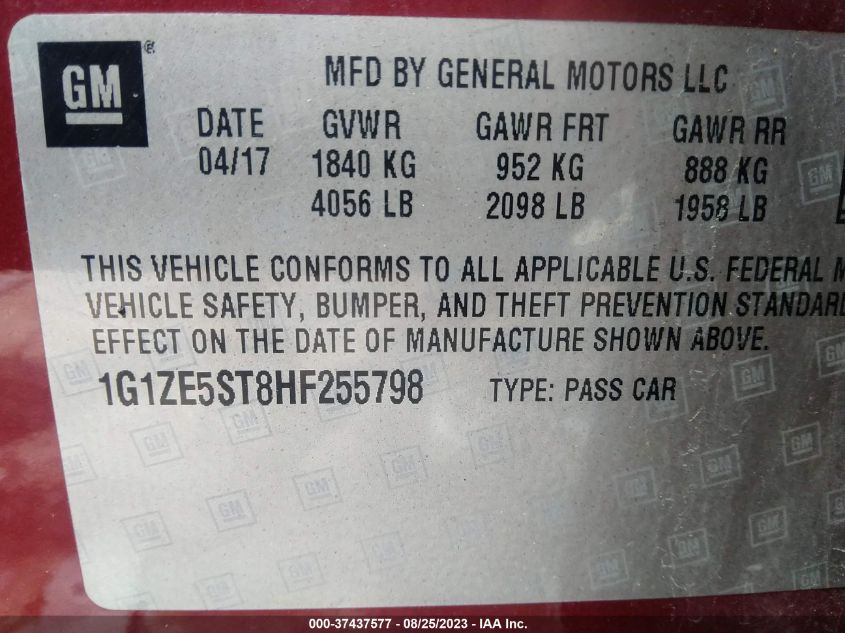 GM ®
MFD BY GENERAL MOTORS LLC
DATE GVWR GAWR FRT GAWR RR
04/17 1840 KG 952 KG 888 KG
4056 LB 2098 LB 1958 LB
THIS VEHICLE CONFORMS TO ALL APPLICABLE U.S. FEDERAL M
VEHICLE SAFETY, BUMPER, AND THEFT PREVENTION STANDARD
EFFECT ON THE DATE OF MANUFACTURE SHOWN ABOVE.
1G1ZE5ST8HF255798 TYPE: PASS CAR
000-37437577 - 08/25/2023 - IAA Inc.